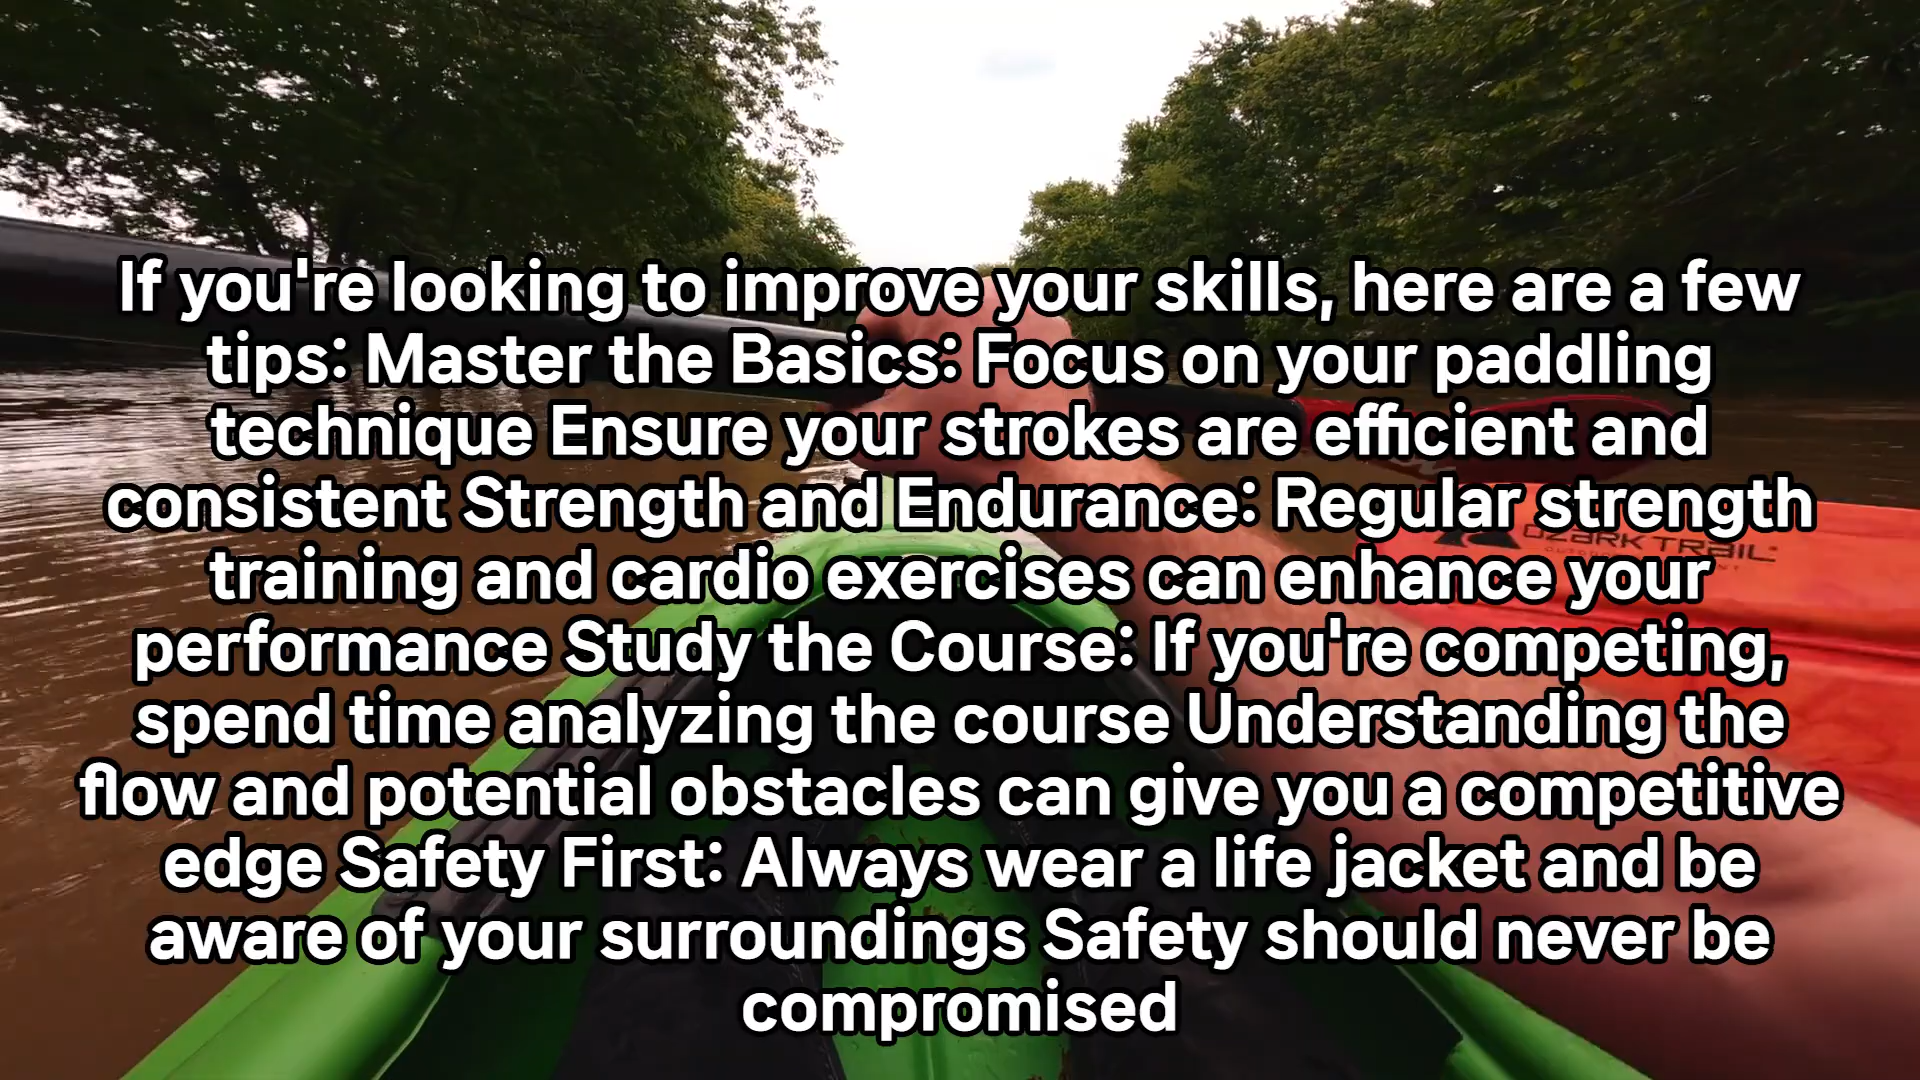 If you're looking to improve your skills, here are a few
tips: Master the Basics: Focus on your paddling
technique Ensure your strokes are efficient and
consistent Strength and Endurance: Regular strength
training and cardio exercises can enhance your
performance Study the Course: If you're competing,
spend time analyzing the course Understanding the
flow and potential obstacles can give you a competitive
edge Safety First: Always wear a life jacket and be
aware of your surroundings Safety should never be
compromised
OZARK TRAIL